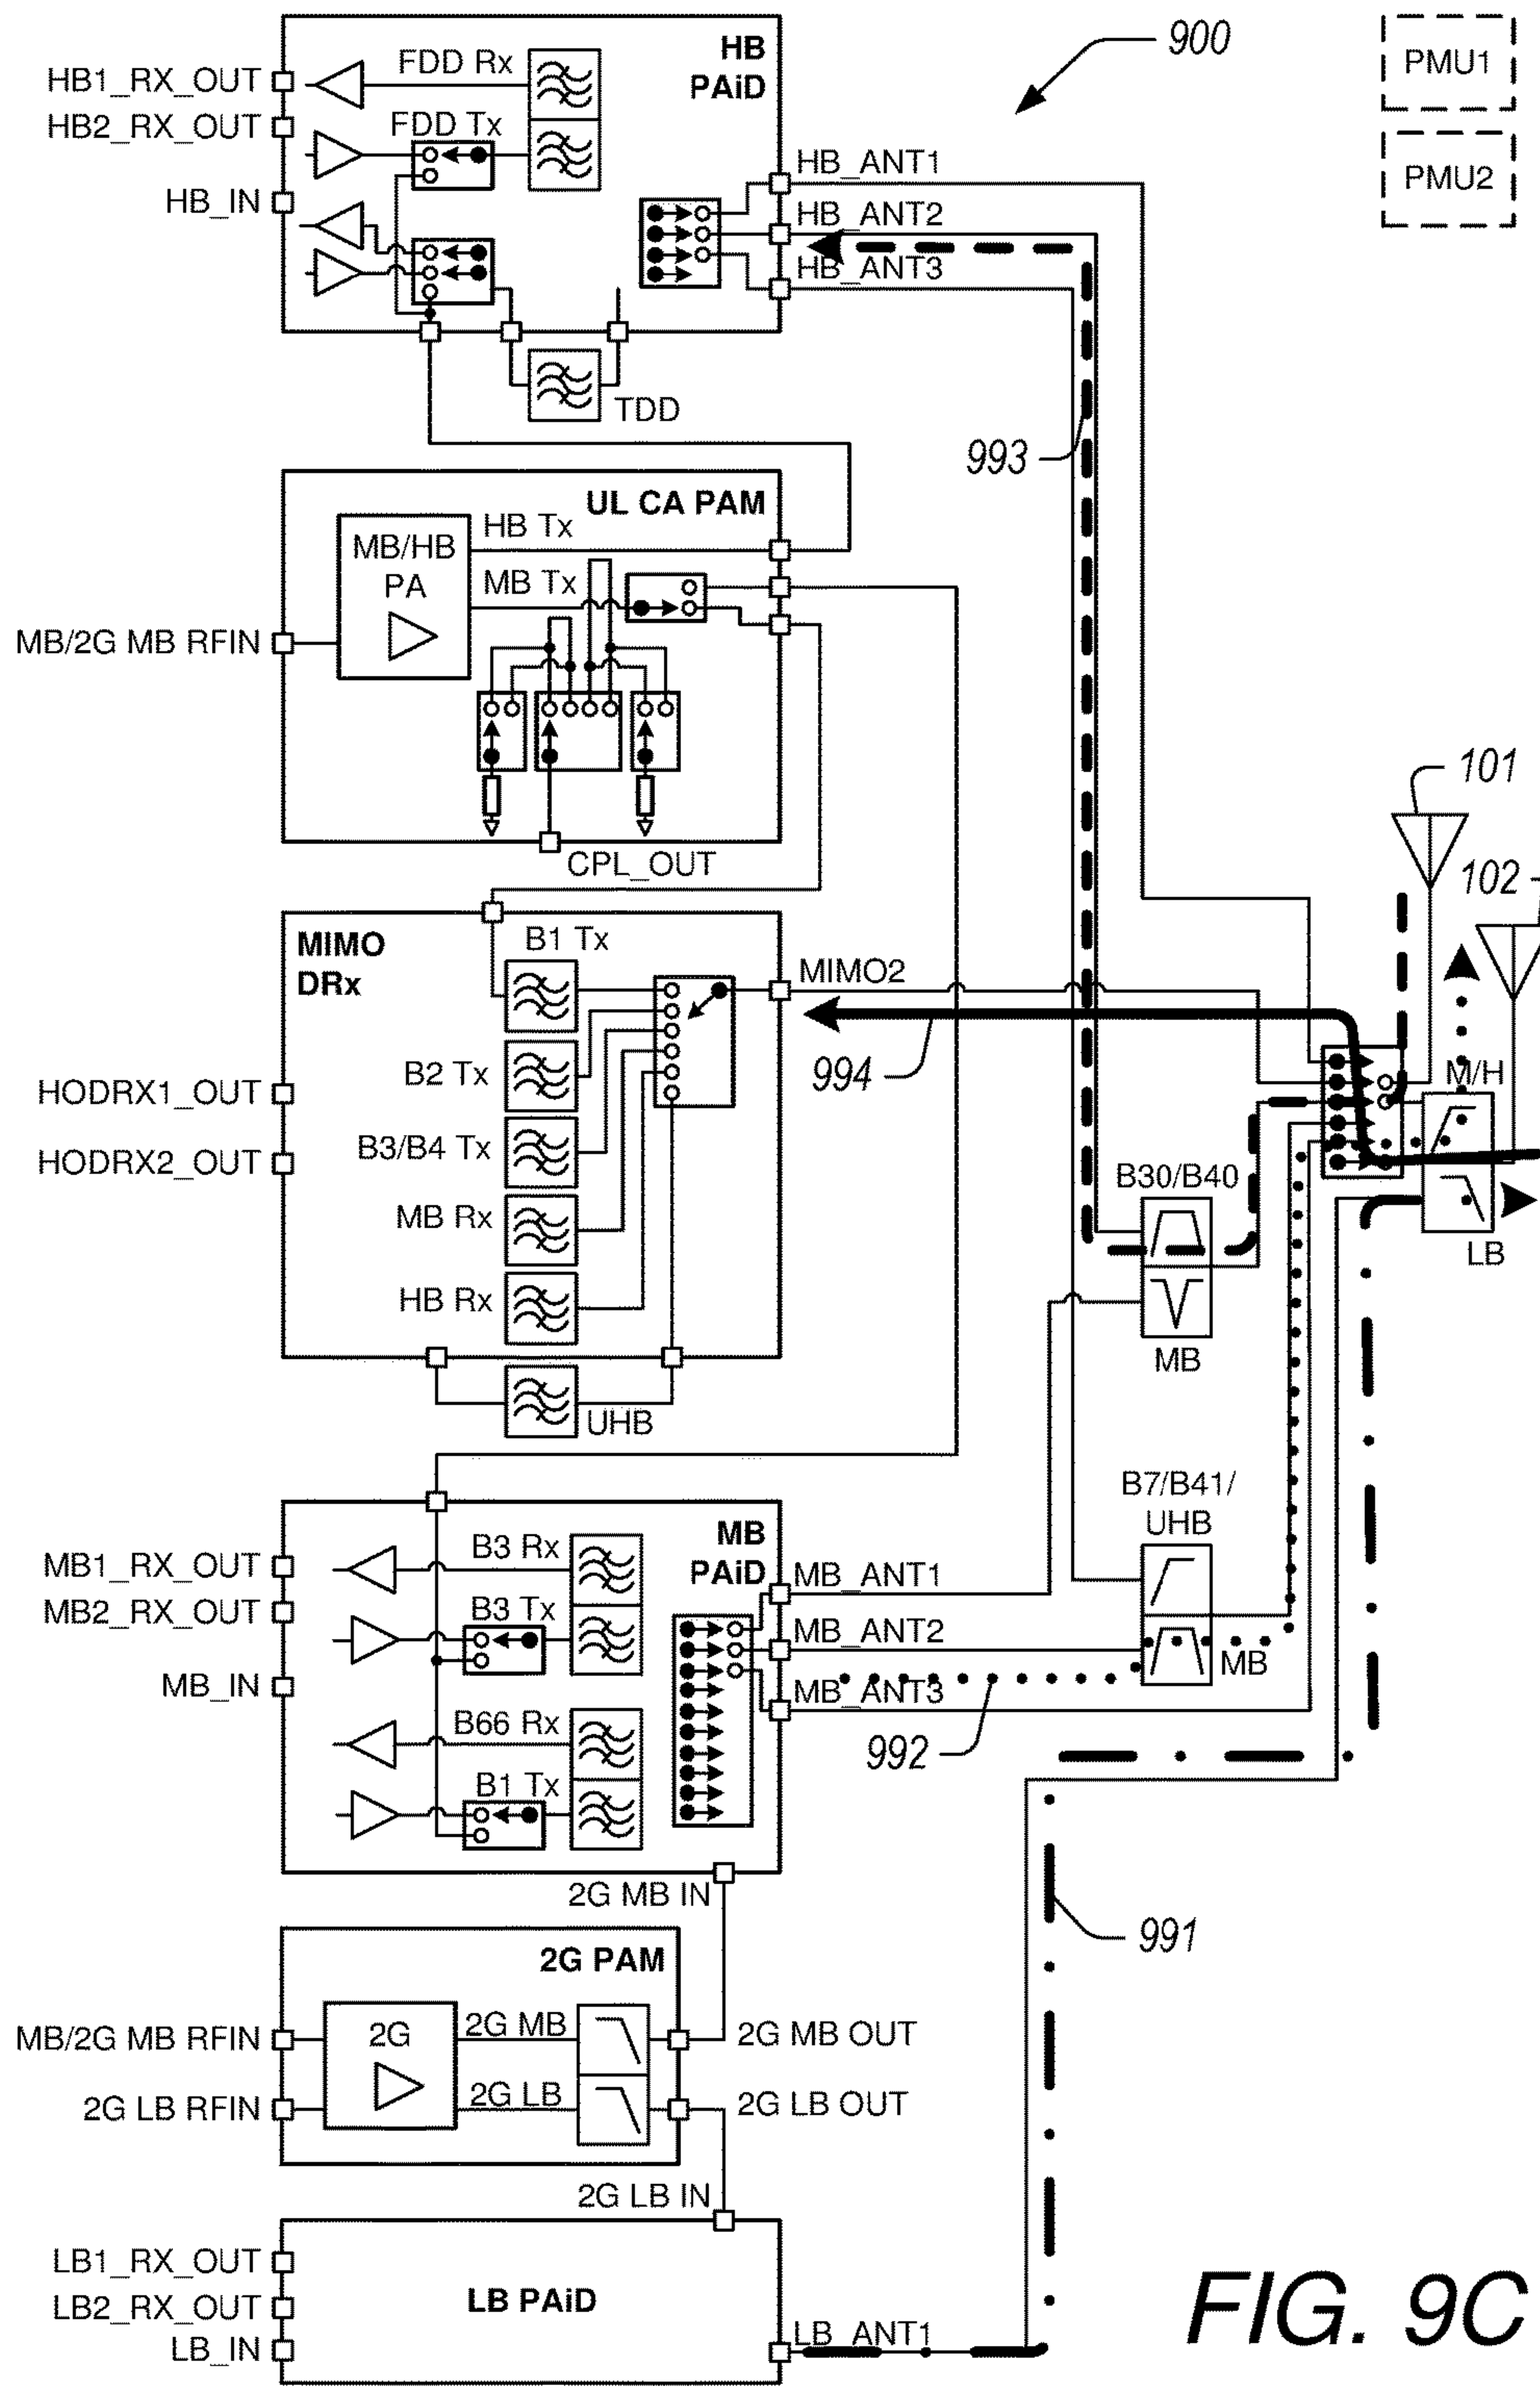 HB
PAiD
900
PMU1
PMU2
HB1_RX_OUT
FDD Rx
HB2_RX_OUT
FDD Tx
HB_IN
HB_ANT1
HB_ANT2
HB_ANT3
TDD
993
UL CA PAM
MB/HB
PA
HB Tx
MB Tx
MB/2G MB RFIN
CPL_OUT
101
102
MIMO
DRx
B1 Tx
MIMO2
B2 Tx
994
HODRX1_OUT
B3/B4 Tx
HODRX2_OUT
MB Rx
HB Rx
UHB
M/H
LB
B30/B40
MB
B7/B41/
UHB
MB
MB
PAiD
MB1_RX_OUT
B3 Rx
MB2_RX_OUT
B3 Tx
MB_IN
B66 Rx
B1 Tx
MB_ANT1
MB_ANT2
MB_ANT3
992
2G MB IN
991
2G PAM
MB/2G MB RFIN
2G
2G MB
2G MB OUT
2G LB RFIN
2G LB
2G LB OUT
2G LB IN
LB1_RX_OUT
LB2_RX_OUT
LB PAiD
LB_IN
LB_ANT1
FIG. 9C